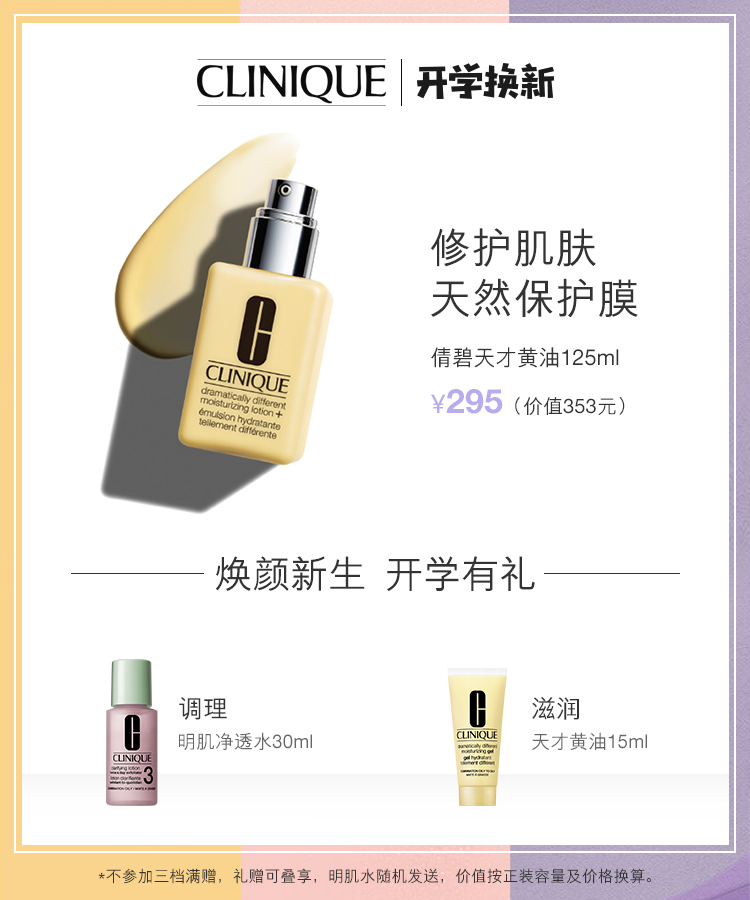 CLINIQUE 开学换新
修护肌肤
天然保护膜
倩碧天才黄油125ml
¥295（价值353元）
C
CLINIQUE
dramatically different
moisturizing lotion +
émulsion hydratante
tellement différente
焕颜新生 开学有礼
调理
明肌净透水30ml
C
CLINIQUE
clarifying lotion
twice a day exfoliator
lotion clarifiante
3
滋润
天才黄油15ml
C
CLINIQUE
dramatically different
moisturizing gel
gel hydratant
tellement différent
*不参加三档满赠，礼赠可叠享，明肌水随机发送，价值按正装容量及价格换算。